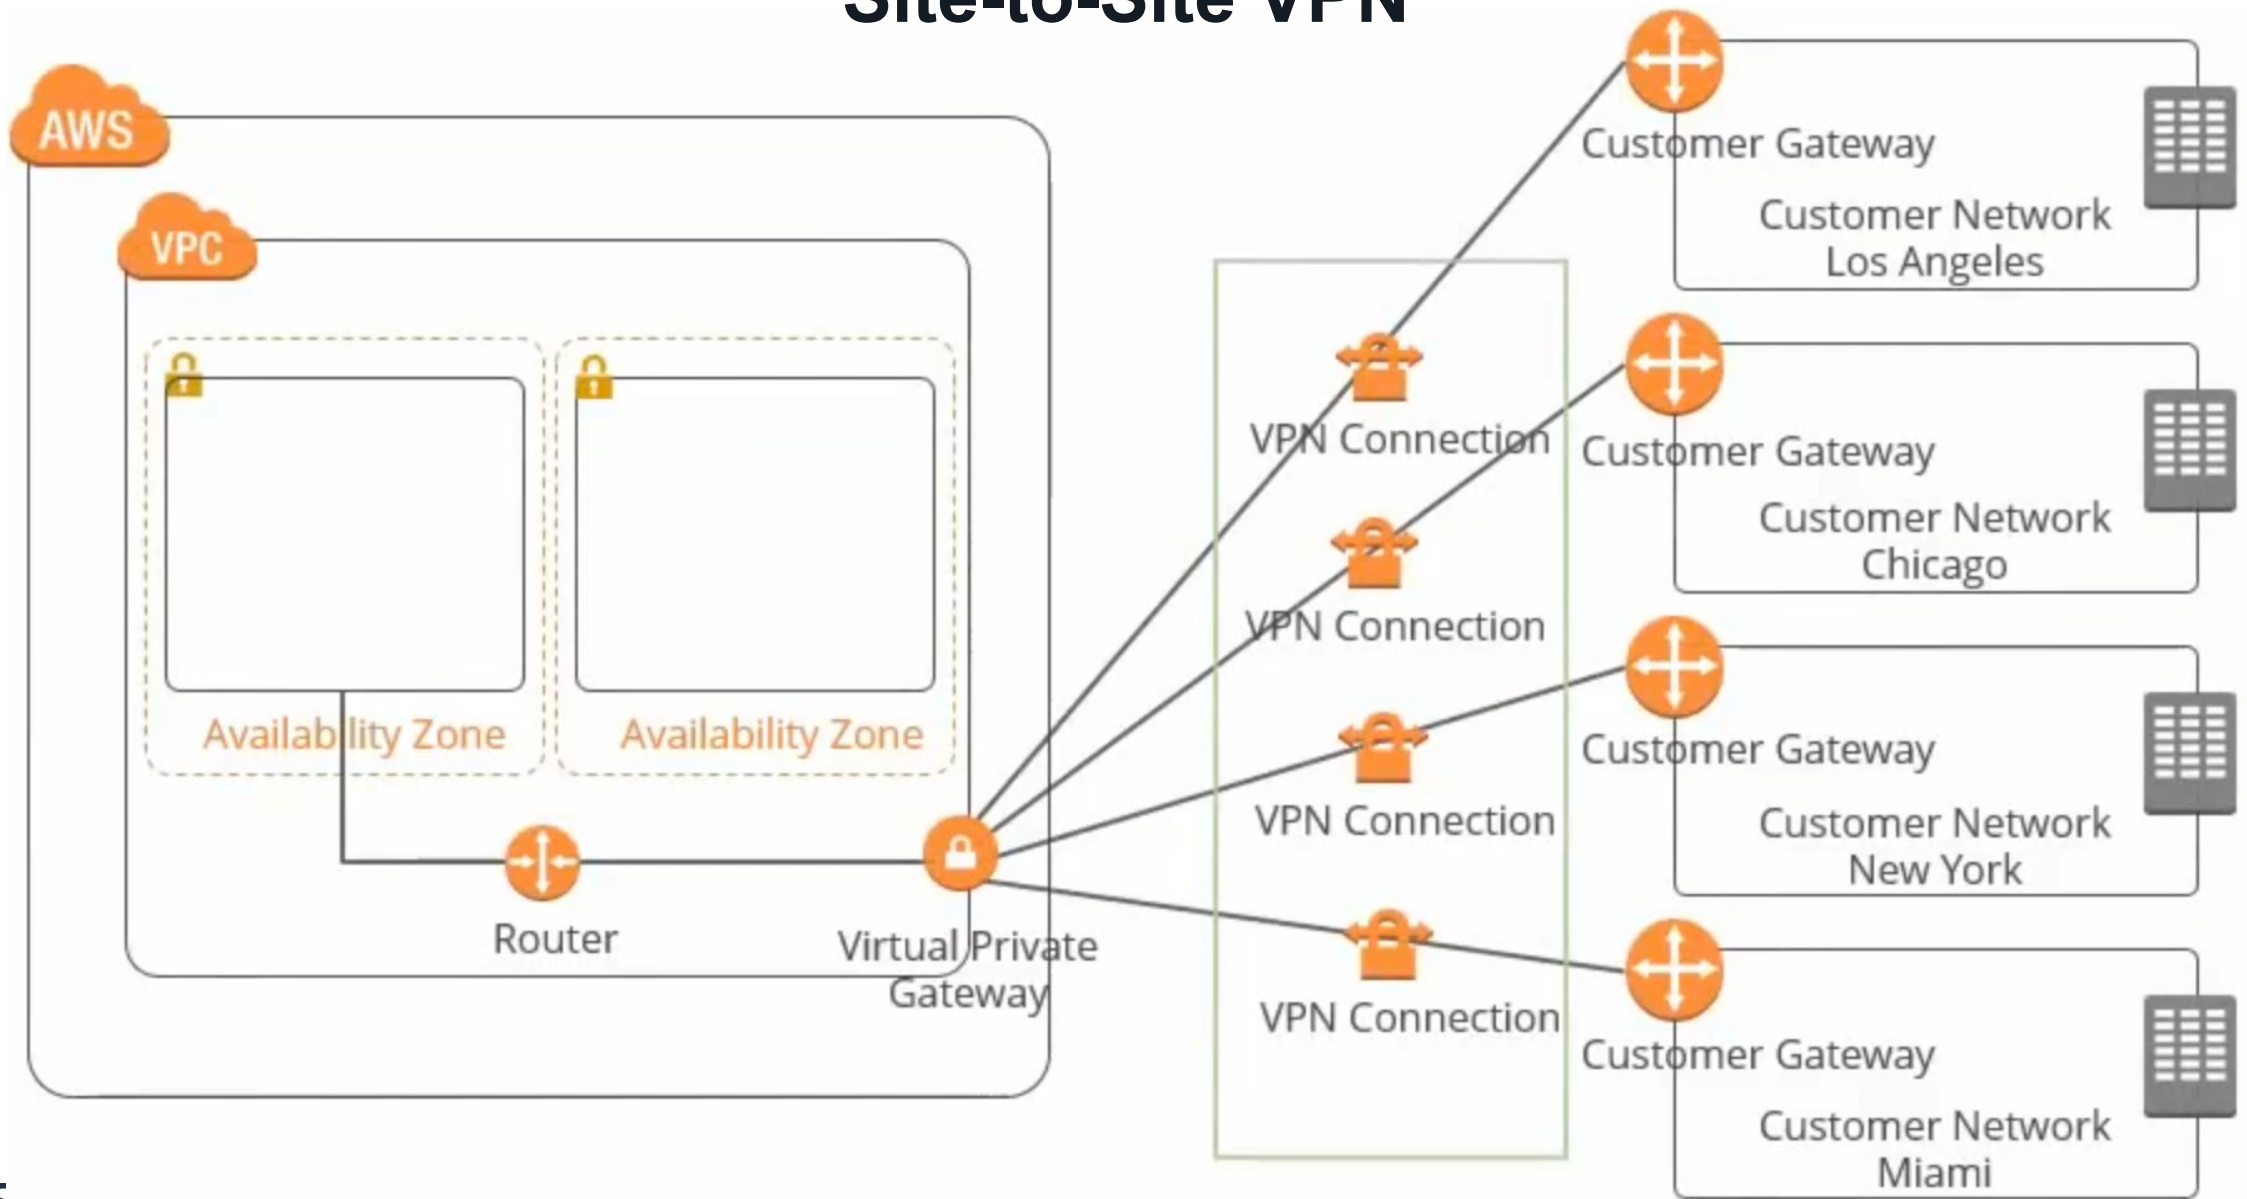 Site-to-Site VPN
AWS
VPC
Availability Zone
Availability Zone
Router
Virtual Private
Gateway
VPN Connection
VPN Connection
VPN Connection
VPN Connection
Customer Gateway
Customer Network
Los Angeles
Customer Gateway
Customer Network
Chicago
Customer Gateway
Customer Network
New York
Customer Gateway
Customer Network
Miami